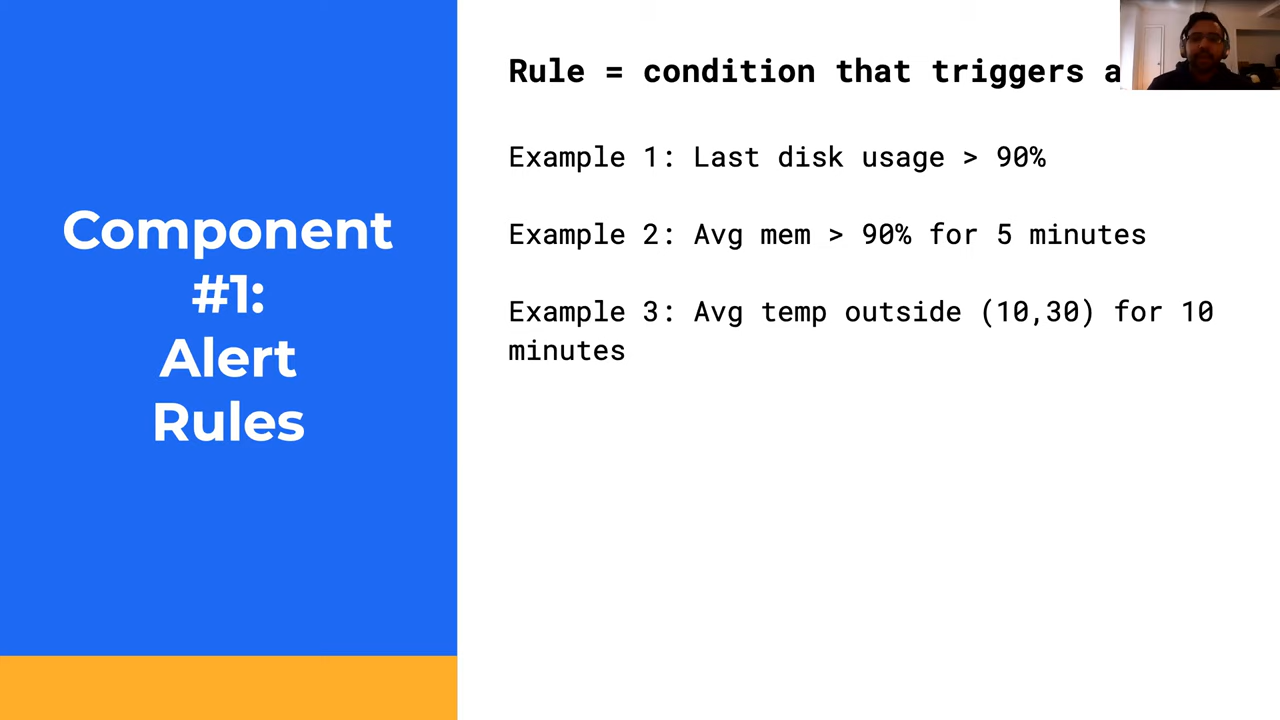 Component
#1:
Alert
Rules
Rule = condition that triggers a
Example 1: Last disk usage > 90%
Example 2: Avg mem > 90% for 5 minutes
Example 3: Avg temp outside (10,30) for 10
minutes